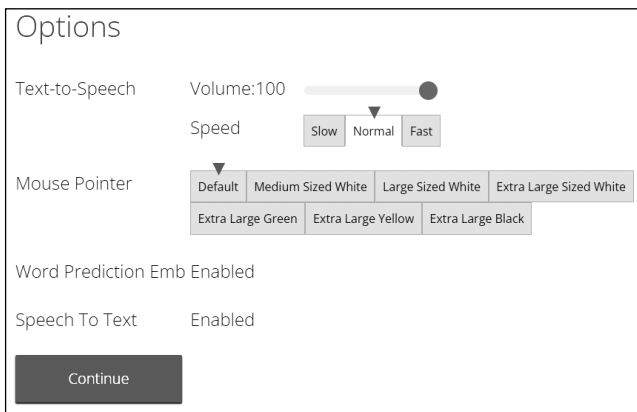 Options
Text-to-Speech Volume:100
Speed Slow Normal Fast
Mouse Pointer Default Medium Sized White Large Sized White Extra Large Sized White
Extra Large Green Extra Large Yellow Extra Large Black
Word Prediction Emb Enabled
Speech To Text Enabled
Continue